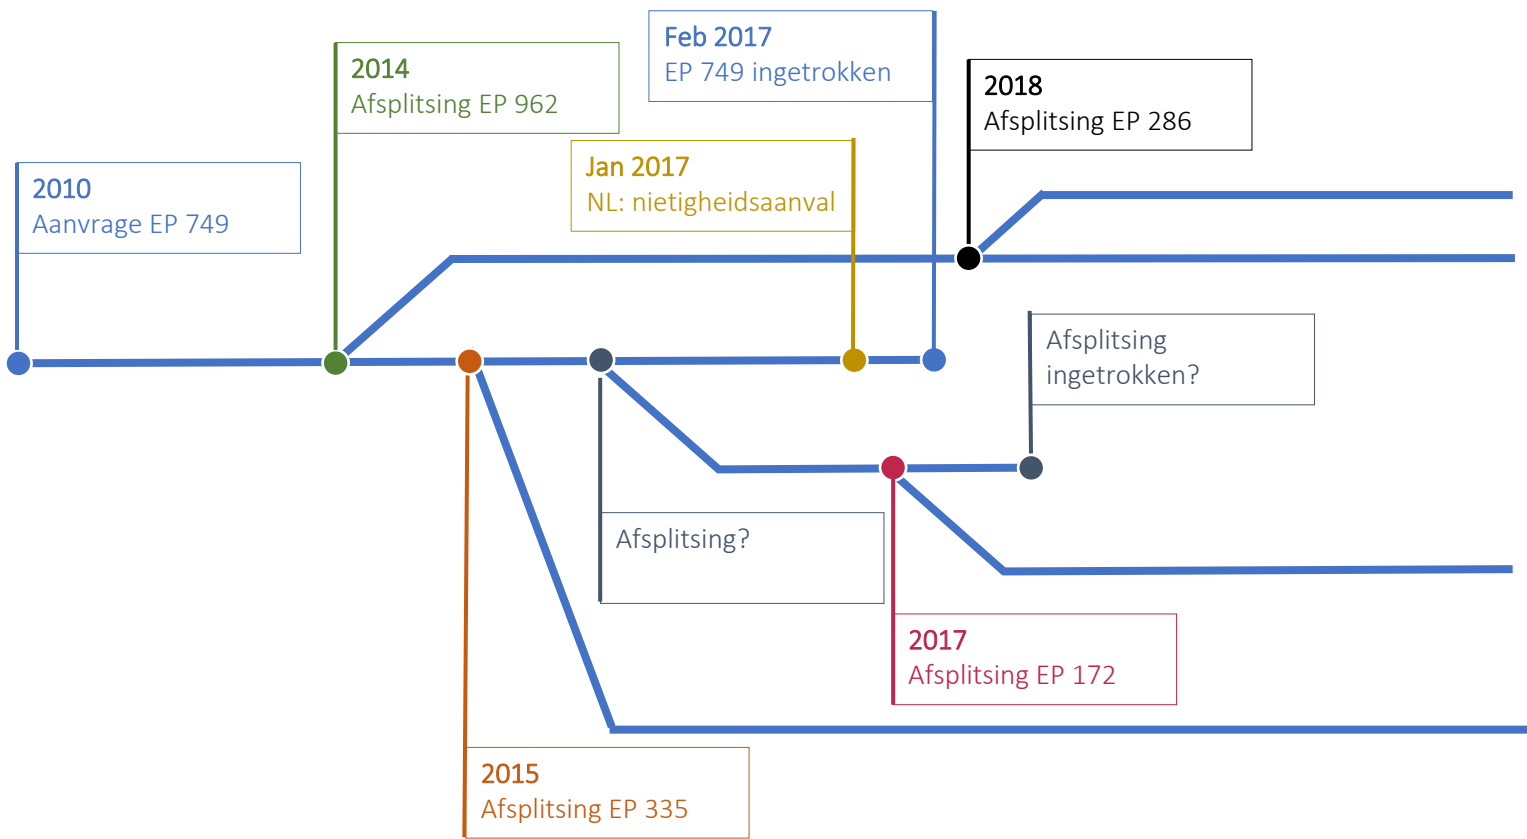 Feb 2017
EP 749 ingetrokken
2014
Afsplitsing EP 962
2018
Afsplitsing EP 286
Jan 2017
NL: nietigheidsaanval
2010
Aanvrage EP 749
Afsplitsing
ingetrokken?
Afsplitsing?
2017
Afsplitsing EP 172
2015
Afsplitsing EP 335